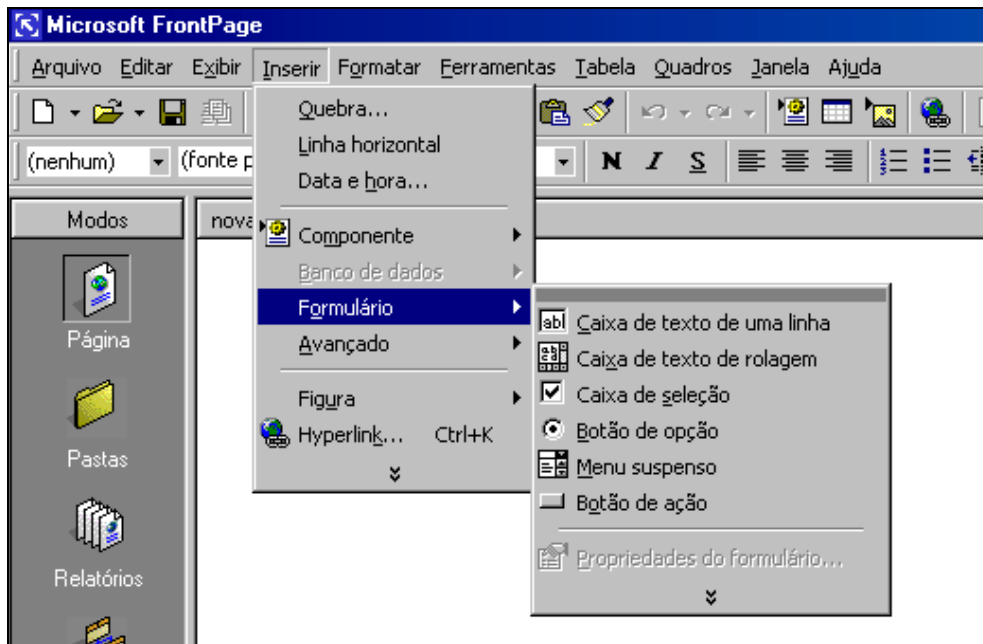 Microsoft FrontPage
Arquivo Editar Exibir Inserir Formatar Ferramentas Tabela Quadros Janela Ajuda
(nenhum) (fonte p N I S
Modos nova
Quebra...
Linha horizontal
Data e hora...
Componente
Banco de dados
Formulário
Avançado
Figura
Hyperlink... Ctrl+K
Caixa de texto de uma linha
Caixa de texto de rolagem
Caixa de seleção
Botão de opção
Menu suspenso
Botão de ação
Propriedades do formulário...
Página
Pastas
Relatórios